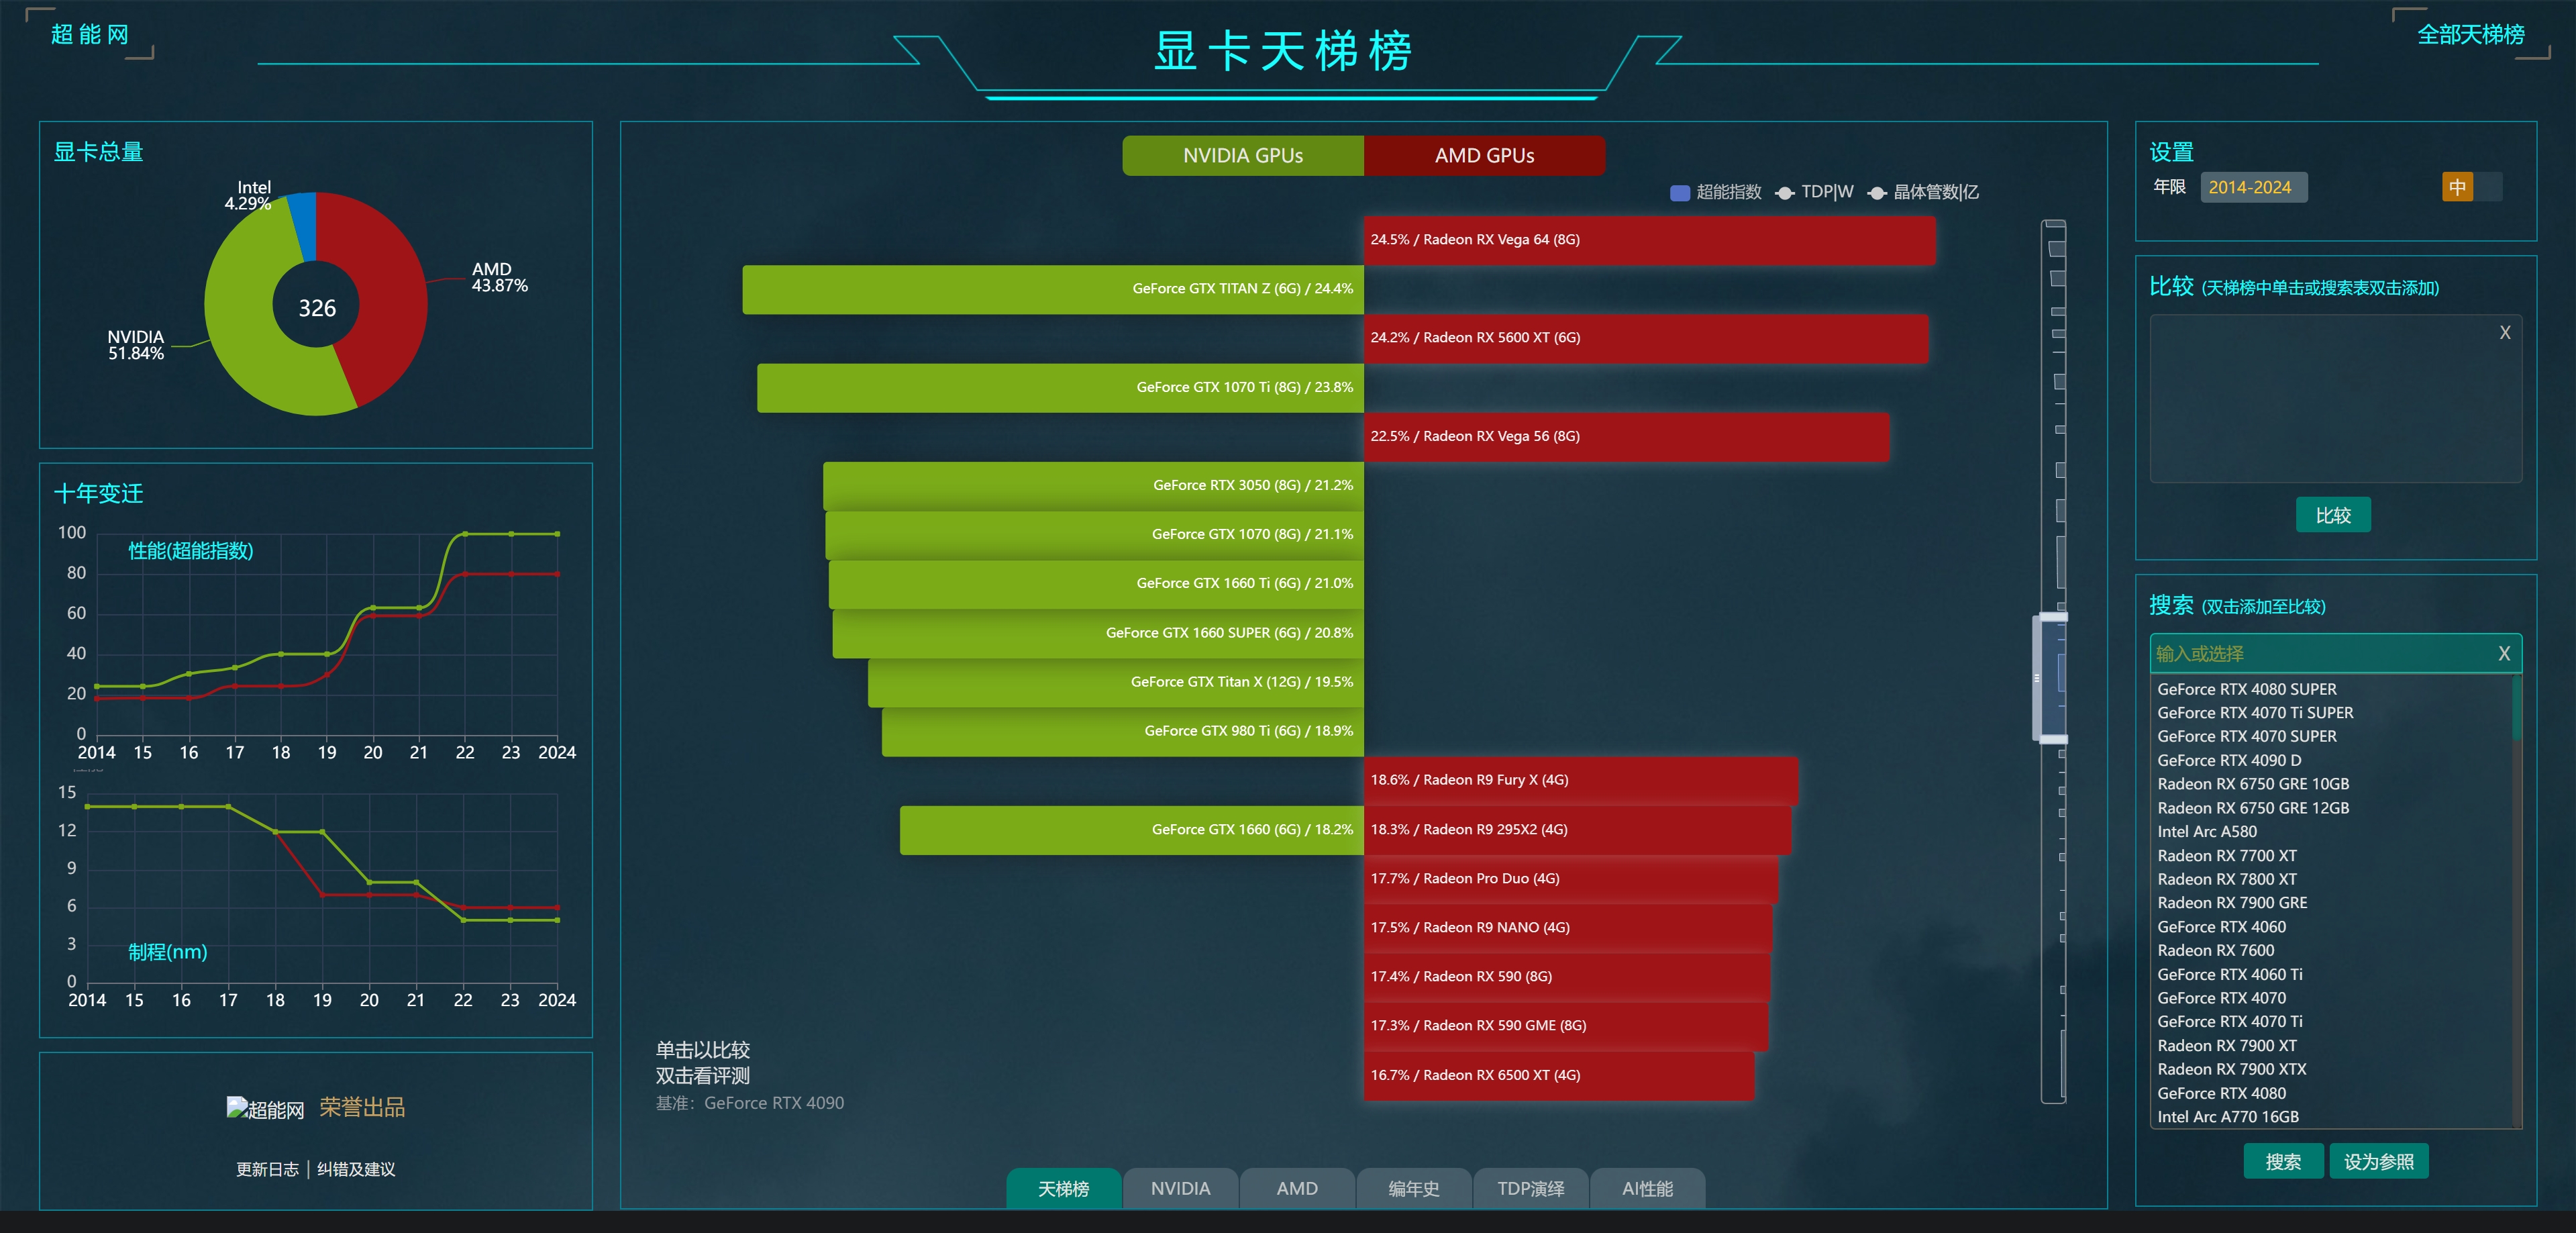 超能网
显卡天梯榜
全部天梯榜
显卡总量
Intel
4.29%
AMD
43.87%
326
NVIDIA
51.84%
十年变迁
性能(超能指数)
100
80
60
40
20
0
2014 15 16 17 18 19 20 21 22 23 2024
15
12
9
6
3
0
制程(nm)
2014 15 16 17 18 19 20 21 22 23 2024
超能网 荣誉出品
更新日志 | 纠错及建议
NVIDIA GPUs AMD GPUs
超能指数 TDP|W 晶体管数|亿
24.5% / Radeon RX Vega 64 (8G)
GeForce GTX TITAN Z (6G) / 24.4%
24.2% / Radeon RX 5600 XT (6G)
GeForce GTX 1070 Ti (8G) / 23.8%
22.5% / Radeon RX Vega 56 (8G)
GeForce RTX 3050 (8G) / 21.2%
GeForce GTX 1070 (8G) / 21.1%
GeForce GTX 1660 Ti (6G) / 21.0%
GeForce GTX 1660 SUPER (6G) / 20.8%
GeForce GTX Titan X (12G) / 19.5%
GeForce GTX 980 Ti (6G) / 18.9%
18.6% / Radeon R9 Fury X (4G)
GeForce GTX 1660 (6G) / 18.2% 18.3% / Radeon R9 295X2 (4G)
17.7% / Radeon Pro Duo (4G)
17.5% / Radeon R9 NANO (4G)
17.4% / Radeon RX 590 (8G)
17.3% / Radeon RX 590 GME (8G)
16.7% / Radeon RX 6500 XT (4G)
单击以比较
双击看评测
基准：GeForce RTX 4090
天梯榜 NVIDIA AMD 编年史 TDP演绎 AI性能
设置
年限 2014-2024 中
比较 (天梯榜中单击或搜索表双击添加)
X
比较
搜索 (双击添加至比较)
输入或选择 X
GeForce RTX 4080 SUPER
GeForce RTX 4070 Ti SUPER
GeForce RTX 4070 SUPER
GeForce RTX 4090 D
Radeon RX 6750 GRE 10GB
Radeon RX 6750 GRE 12GB
Intel Arc A580
Radeon RX 7700 XT
Radeon RX 7800 XT
Radeon RX 7900 GRE
GeForce RTX 4060
Radeon RX 7600
GeForce RTX 4060 Ti
GeForce RTX 4070
GeForce RTX 4070 Ti
Radeon RX 7900 XT
Radeon RX 7900 XTX
GeForce RTX 4080
Intel Arc A770 16GB
搜索 设为参照